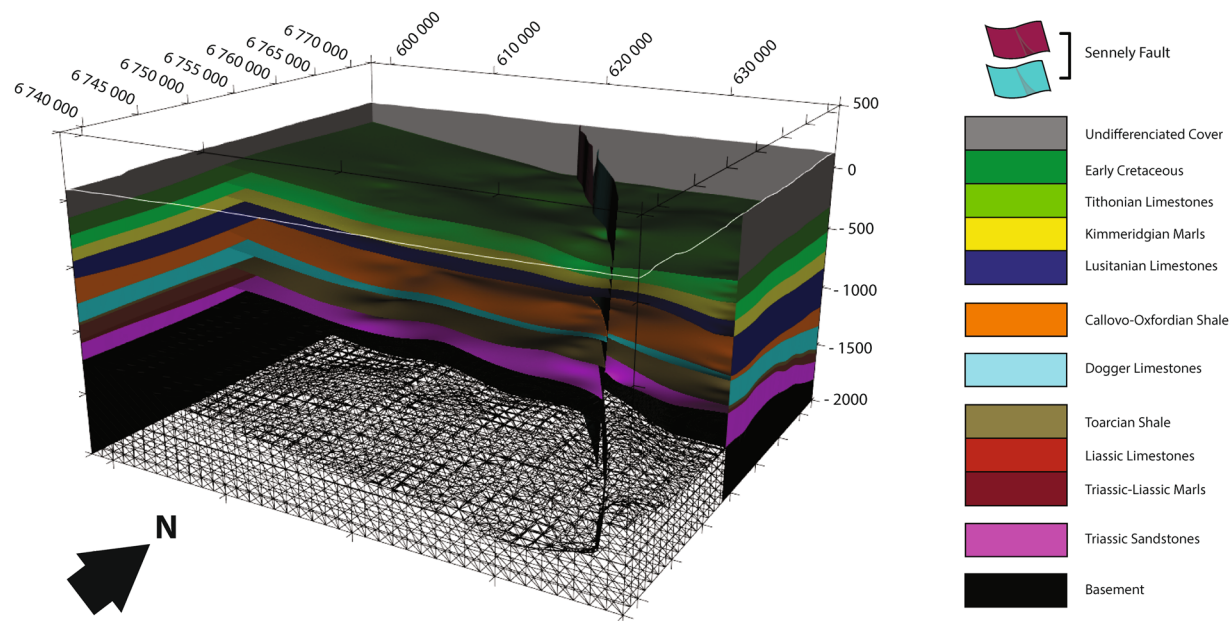 6 740 000
6 745 000
6 750 000
6 755 000
6 760 000
6 765 000
6 770 000
600 000
610 000
620 000
630 000
500
0
- 500
- 1000
- 1500
- 2000
N
Sennely Fault
Undifferenciated Cover
Early Cretaceous
Tithonian Limestones
Kimmeridgian Marls
Lusitanian Limestones
Callovo-Oxfordian Shale
Dogger Limestones
Toarcian Shale
Liassic Limestones
Triassic-Liassic Marls
Triassic Sandstones
Basement